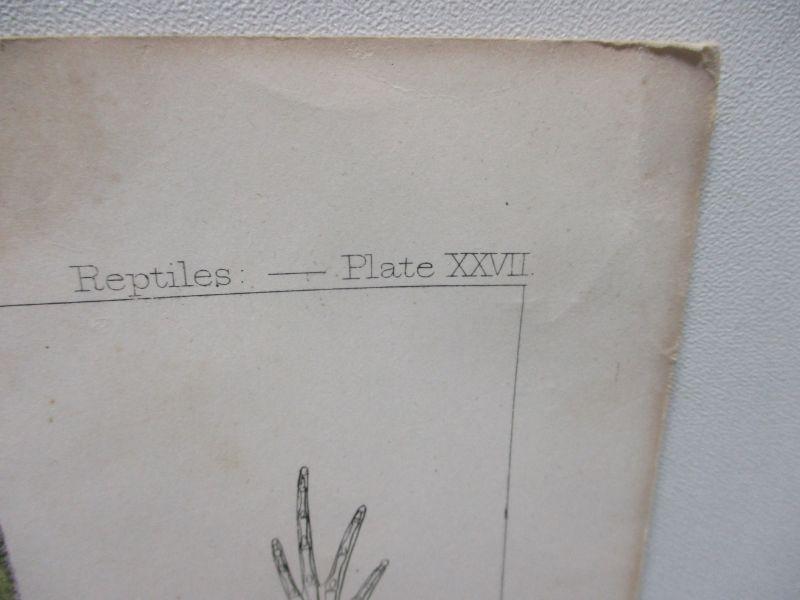 Reptiles: — Plate XXVII.